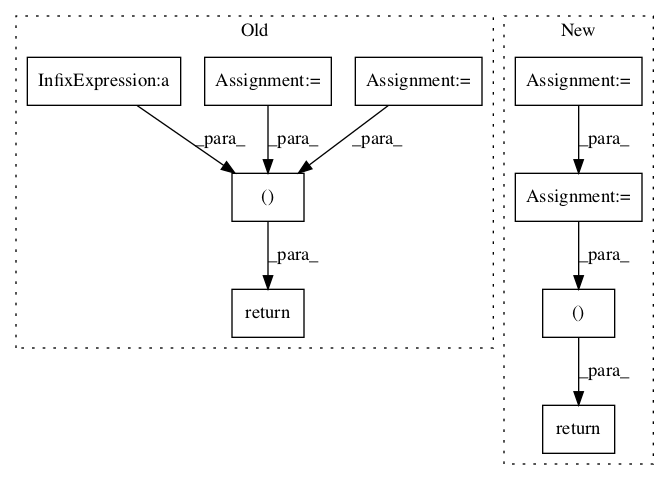 Old
New
InfixExpression:a
Assignment:=
Assignment:=
Assignment:=
_para_
_para_
_para_
_para_
()
Assignment:=
_para_
_para_
return
()
_para_
return